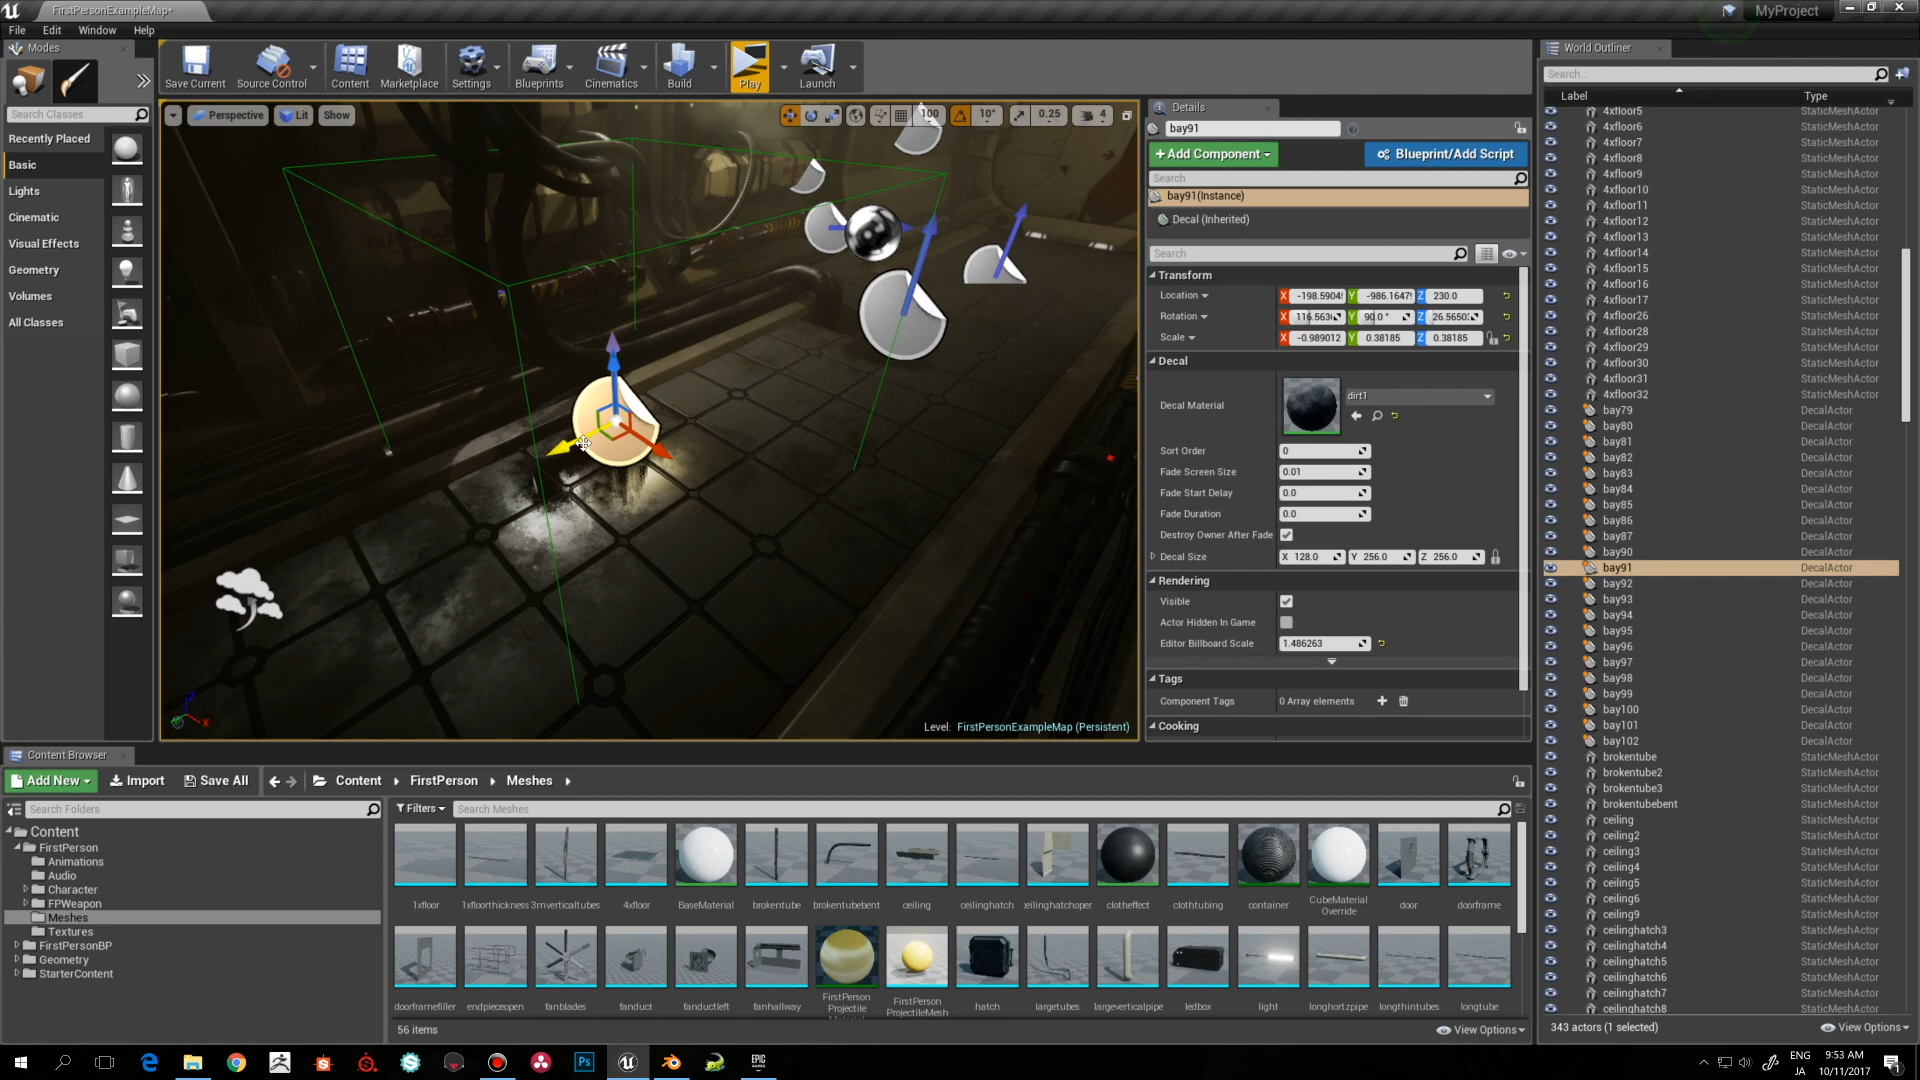 FirstPersonExampleMap*
MyProject
File Edit Window Help
Modes
Search Classes
Recently Placed
Basic
Lights
Cinematic
Visual Effects
Geometry
Volumes
All Classes
Save Current Source Control Content Marketplace Settings Blueprints Cinematics Build Play Launch
Perspective Lit Show
100 10° 0.25 4
Level: FirstPersonExampleMap (Persistent)
Details
bay91
+Add Component
Blueprint/Add Script
Search
bay91(Instance)
Decal (Inherited)
Search
Transform
Location X Y Z 230.0
Rotation X Y 90.0 ° Z
Scale X -0.989012 Y 0.38185 Z 0.38185
Decal
Decal Material dirt1
Sort Order 0
Fade Screen Size 0.01
Fade Start Delay 0.0
Fade Duration 0.0
Destroy Owner After Fade
Decal Size X 128.0 Y 256.0 Z 256.0
Rendering
Visible
Actor Hidden In Game
Editor Billboard Scale 1.486263
Tags
Component Tags 0 Array elements
Cooking
World Outliner
Search...
Label Type
4xfloor5 StaticMeshActor
4xfloor6 StaticMeshActor
4xfloor7 StaticMeshActor
4xfloor8 StaticMeshActor
4xfloor9 StaticMeshActor
4xfloor10 StaticMeshActor
4xfloor11 StaticMeshActor
4xfloor12 StaticMeshActor
4xfloor13 StaticMeshActor
4xfloor14 StaticMeshActor
4xfloor15 StaticMeshActor
4xfloor16 StaticMeshActor
4xfloor17 StaticMeshActor
4xfloor26 StaticMeshActor
4xfloor28 StaticMeshActor
4xfloor29 StaticMeshActor
4xfloor30 StaticMeshActor
4xfloor31 StaticMeshActor
4xfloor32 StaticMeshActor
bay79 DecalActor
bay80 DecalActor
bay81 DecalActor
bay82 DecalActor
bay83 DecalActor
bay84 DecalActor
bay85 DecalActor
bay86 DecalActor
bay87 DecalActor
bay90 DecalActor
bay91 DecalActor
bay92 DecalActor
bay93 DecalActor
bay94 DecalActor
bay95 DecalActor
bay96 DecalActor
bay97 DecalActor
bay98 DecalActor
bay99 DecalActor
bay100 DecalActor
bay101 DecalActor
bay102 DecalActor
brokentube StaticMeshActor
brokentube2 StaticMeshActor
brokentube3 StaticMeshActor
brokentubebent StaticMeshActor
ceiling StaticMeshActor
ceiling2 StaticMeshActor
ceiling3 StaticMeshActor
ceiling4 StaticMeshActor
ceiling5 StaticMeshActor
ceiling6 StaticMeshActor
ceiling9 StaticMeshActor
ceilinghatch3 StaticMeshActor
ceilinghatch4 StaticMeshActor
ceilinghatch5 StaticMeshActor
ceilinghatch6 StaticMeshActor
ceilinghatch7 StaticMeshActor
ceilinghatch8 StaticMeshActor
343 actors (1 selected) View Options
Content Browser
Add New Import Save All Content FirstPerson Meshes
Search Folders
Filters Search Meshes
Content
FirstPerson
Animations
Audio
Character
FPWeapon
Meshes
Textures
FirstPersonBP
Geometry
StarterContent
1xfloor 1xfloorthickness 3mverticaltubes 4xfloor BaseMaterial brokentube brokentubebent ceiling ceilinghatch eilinghatchoper clotheffect clothtubing container CubeMaterial Override door doorframe
doorframefiller endpieceopen fanblades fanduct fanductleft fanhallway FirstPerson Projectile FirstPerson ProjectileMesh hatch largetubes largeverticalpipe ledbox light longhortzpipe longthintubes longtube
56 items View Options
Ps
EPIC GAMES
ENG 9:53 AM
JA 10/11/2017
1